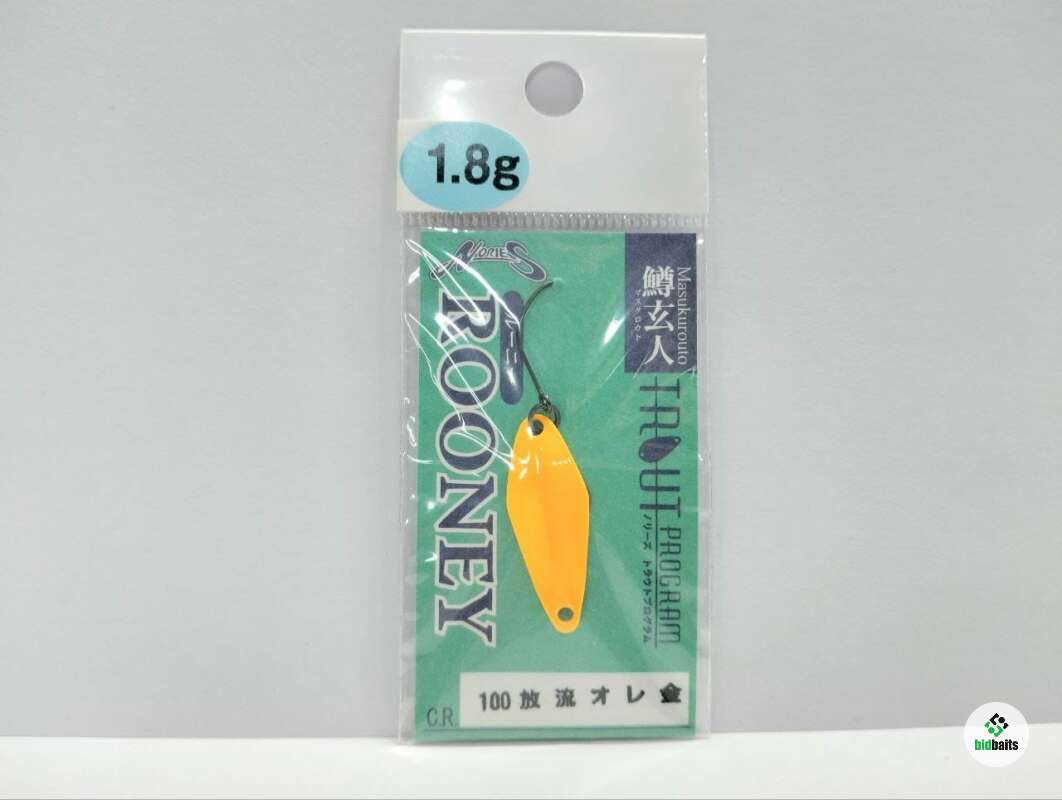 1.8g
NORIES
ROONEY
ルーニー
Masukurouto
鱒玄人
マスクロウト
TROUT PROGRAM
ノリーズ トラウトプログラム
C.R.
100 放流オレ金
bidbaits